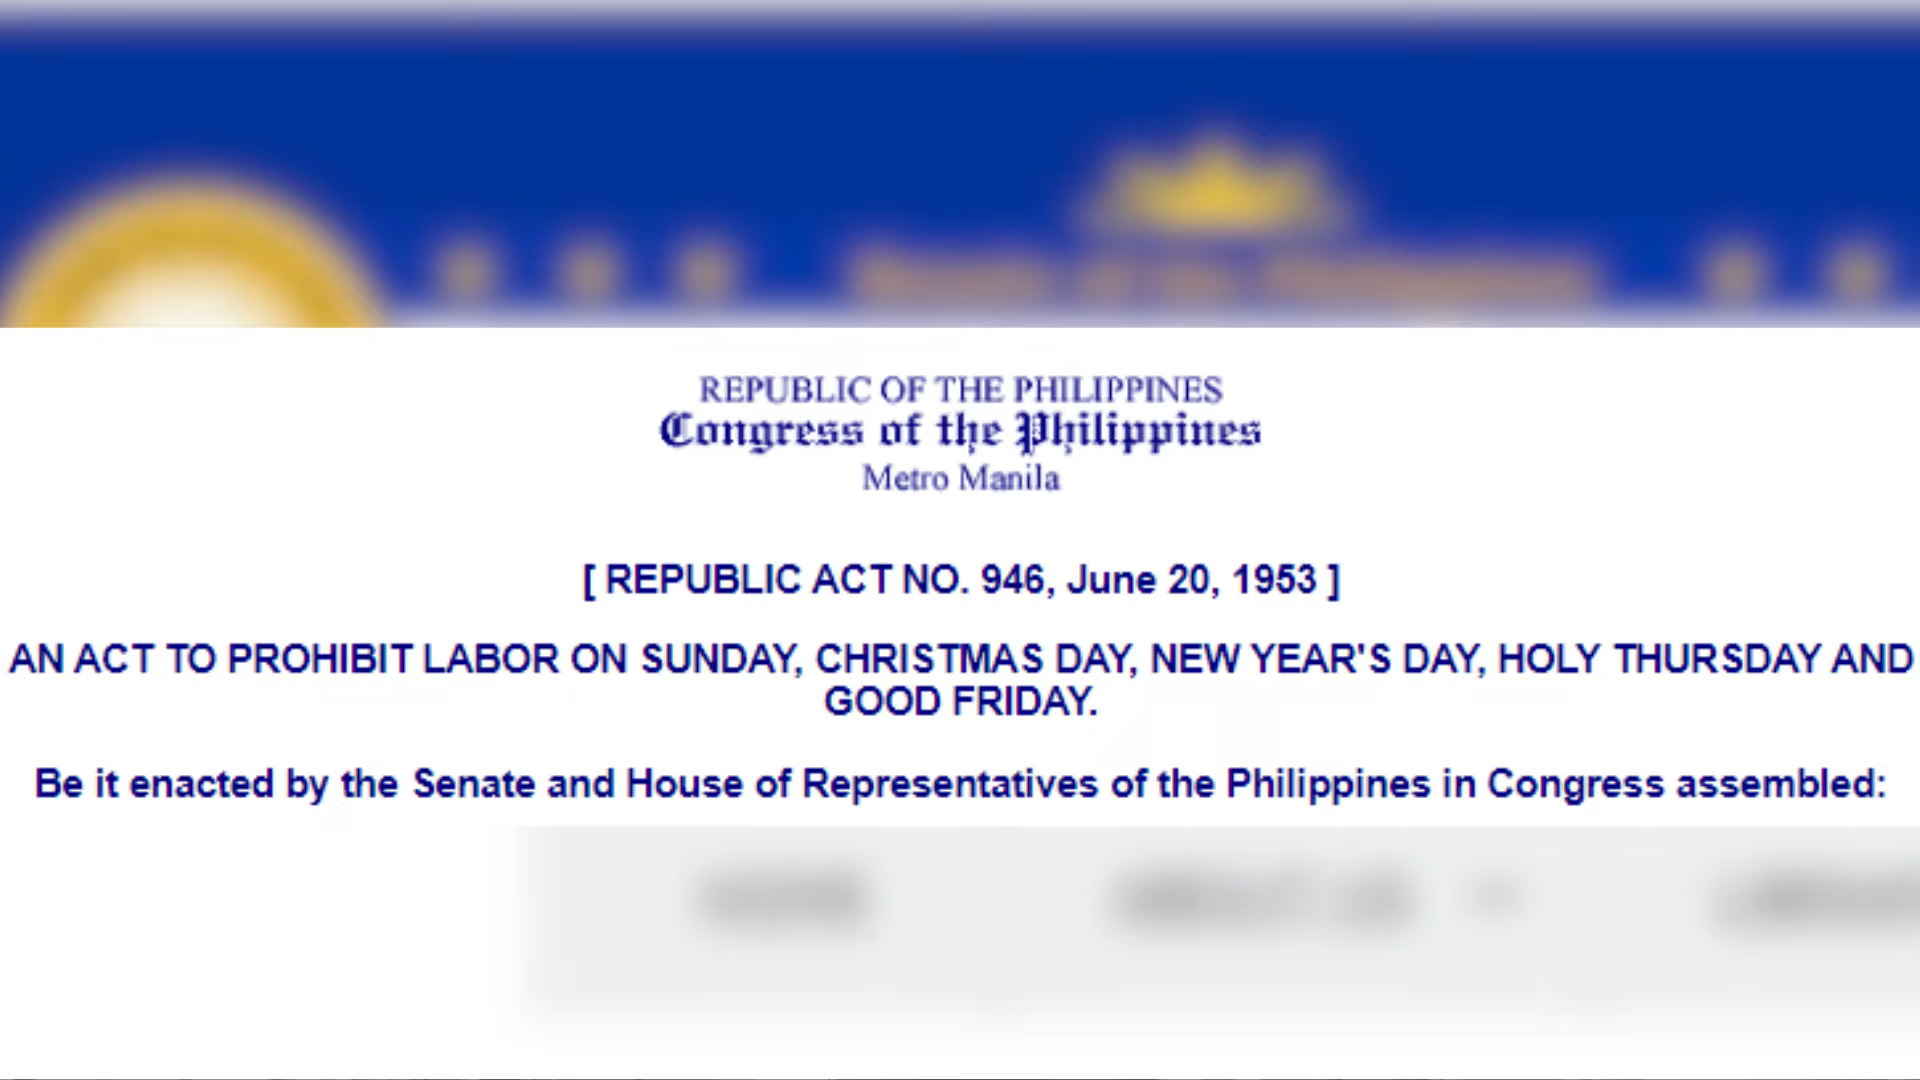 REPUBLIC OF THE PHILIPPINES
Congress of the Philippines
Metro Manila
[ REPUBLIC ACT NO. 946, June 20, 1953 ]
AN ACT TO PROHIBIT LABOR ON SUNDAY, CHRISTMAS DAY, NEW YEAR'S DAY, HOLY THURSDAY AND
GOOD FRIDAY.
Be it enacted by the Senate and House of Representatives of the Philippines in Congress assembled: